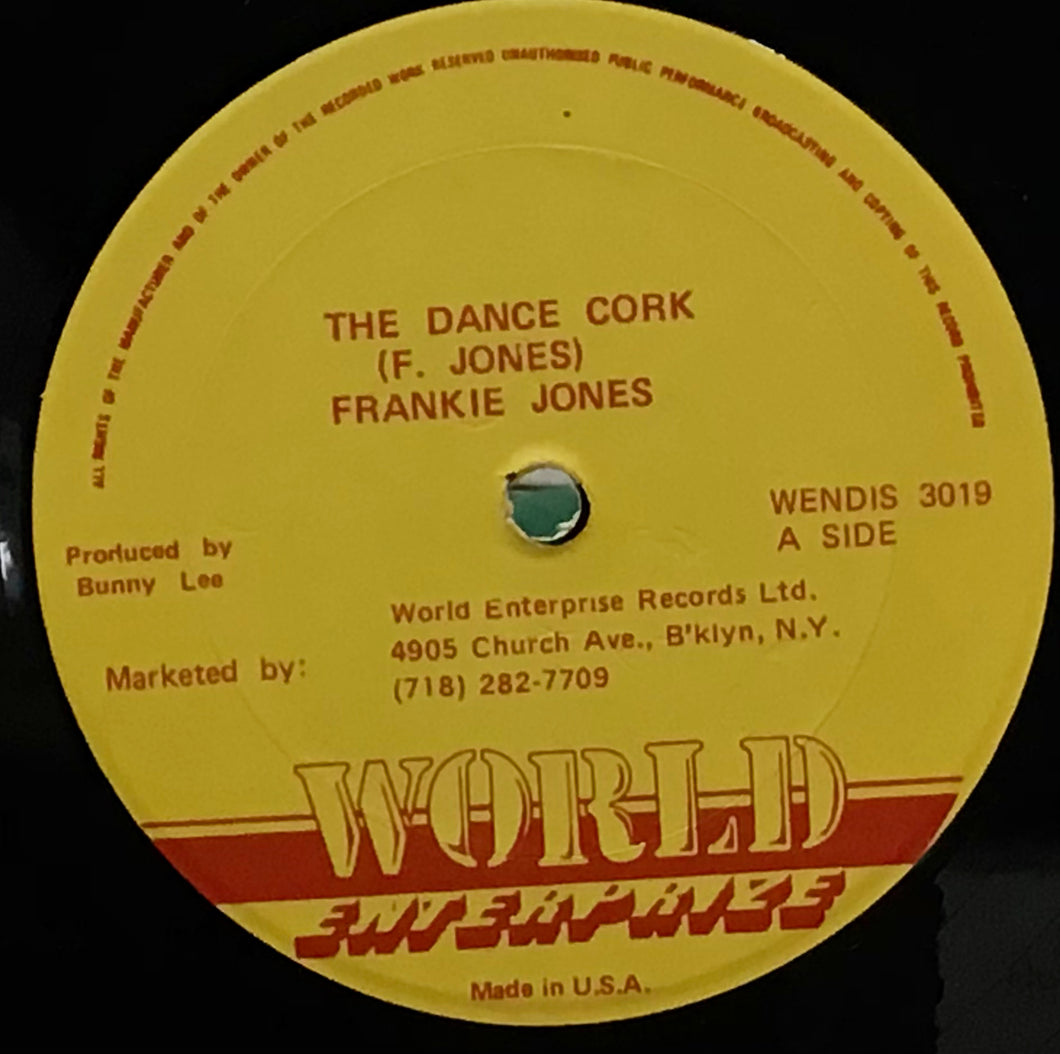 ALL RIGHTS OF THE MANUFACTURER AND OF THE OWNER OF THE RECORDED WORK RESERVED UNAUTHORISED PUBLIC PERFORMANCE BROADCASTING AND COPYING OF THIS RECORD PROHIBITED
THE DANCE CORK
(F. JONES)
FRANKIE JONES
WENDIS 3019
A SIDE
Produced by
Bunny Lee
World Enterprise Records Ltd.
4905 Church Ave., B'klyn, N.Y.
Marketed by:
(718) 282-7709
WORLD
ENTERPRIZE
Made in U.S.A.